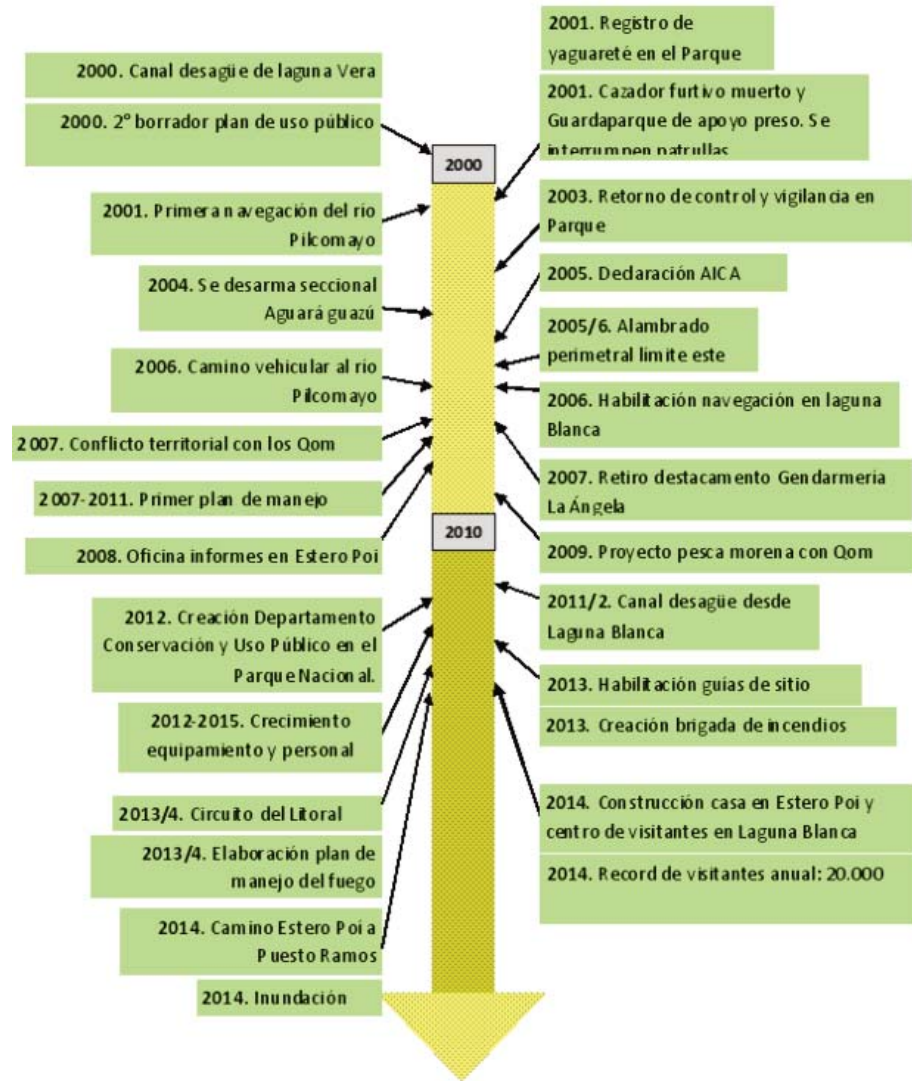 2000. Canal desagüe de laguna Vera
2000. 2° borrador plan de uso público
2000
2001. Primera navegación del río
Pilcomayo
2004. Se desarma seccional
Aguará guazú
2006. Camino vehicular al río
Pilcomayo
2007. Conflicto territorial con los Qom
2007-2011. Primer plan de manejo
2008. Oficina informes en Estero Poi
2010
2012. Creación Departamento
Conservación y Uso Público en el
Parque Nacional.
2012-2015. Crecimiento
equipamiento y personal
2013/4. Circuito del Litoral
2013/4. Elaboración plan de
manejo del fuego
2014. Camino Estero Poí a
Puesto Ramos
2014. Inundación
2001. Registro de
yaguareté en el Parque
2001. Cazador furtivo muerto y
Guardaparque de apoyo preso. Se
interrumpen patrullas
2003. Retorno de control y vigilancia en
Parque
2005. Declaración AICA
2005/6. Alambrado
perimetral límite este
2006. Habilitación navegación en laguna
Blanca
2007. Retiro destacamento Gendarmería
La Ángela
2009. Proyecto pesca morena con Qom
2011/2. Canal desagüe desde
Laguna Blanca
2013. Habilitación guías de sitio
2013. Creación brigada de incendios
2014. Construcción casa en Estero Poi y
centro de visitantes en Laguna Blanca
2014. Record de visitantes anual: 20.000